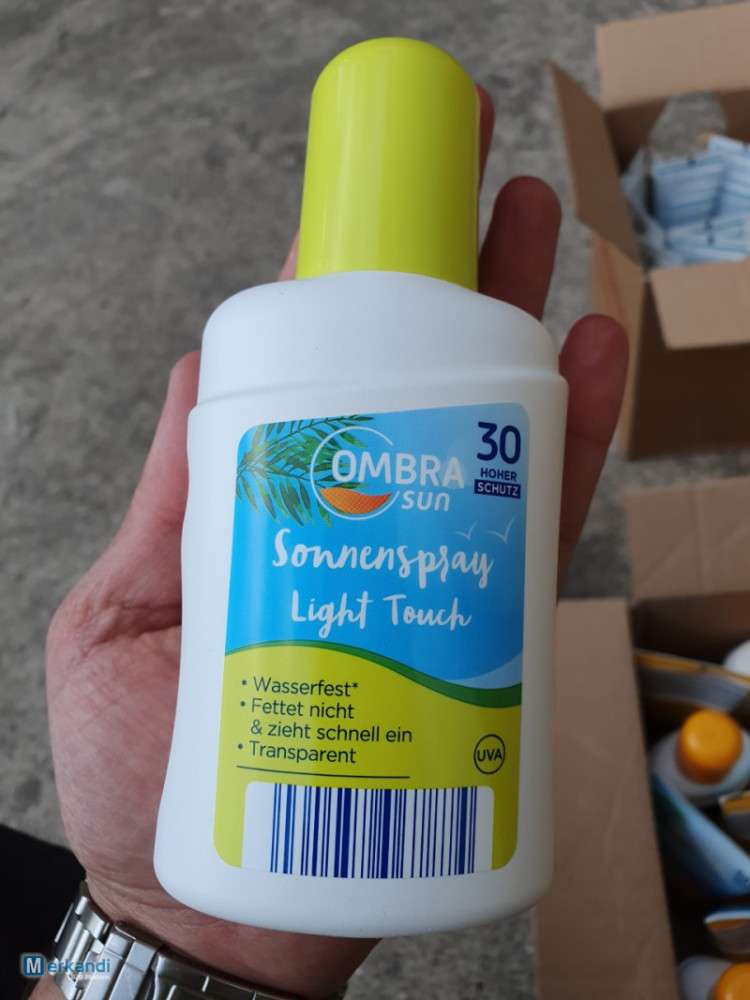 30
HOHER
SCHUTZ
OMBRA
sun
Sonnenspray
Light Touch
• Wasserfest*
• Fettet nicht
& zieht schnell ein
• Transparent
UVA
Merkandi